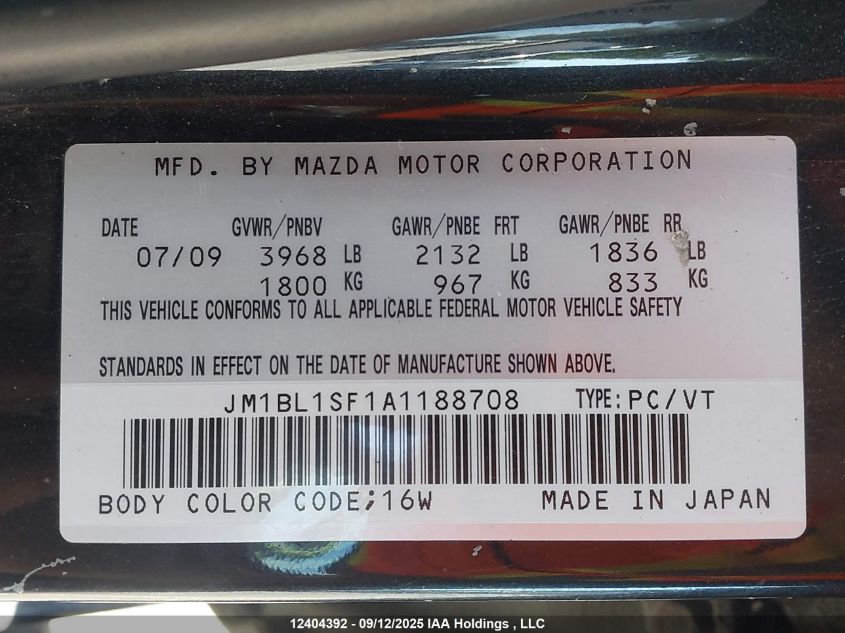 MFD. BY MAZDA MOTOR CORPORATION
DATE GVWR/PNBV GAWR/PNBE FRT GAWR/PNBE RR
07/09 3968 LB 2132 LB 1836 LB
1800 KG 967 KG 833 KG
THIS VEHICLE CONFORMS TO ALL APPLICABLE FEDERAL MOTOR VEHICLE SAFETY
STANDARDS IN EFFECT ON THE DATE OF MANUFACTURE SHOWN ABOVE.
JM1BL1SF1A1188708 TYPE:PC/VT
BODY COLOR CODE;16W MADE IN JAPAN
12404392 - 09/12/2025 IAA Holdings , LLC